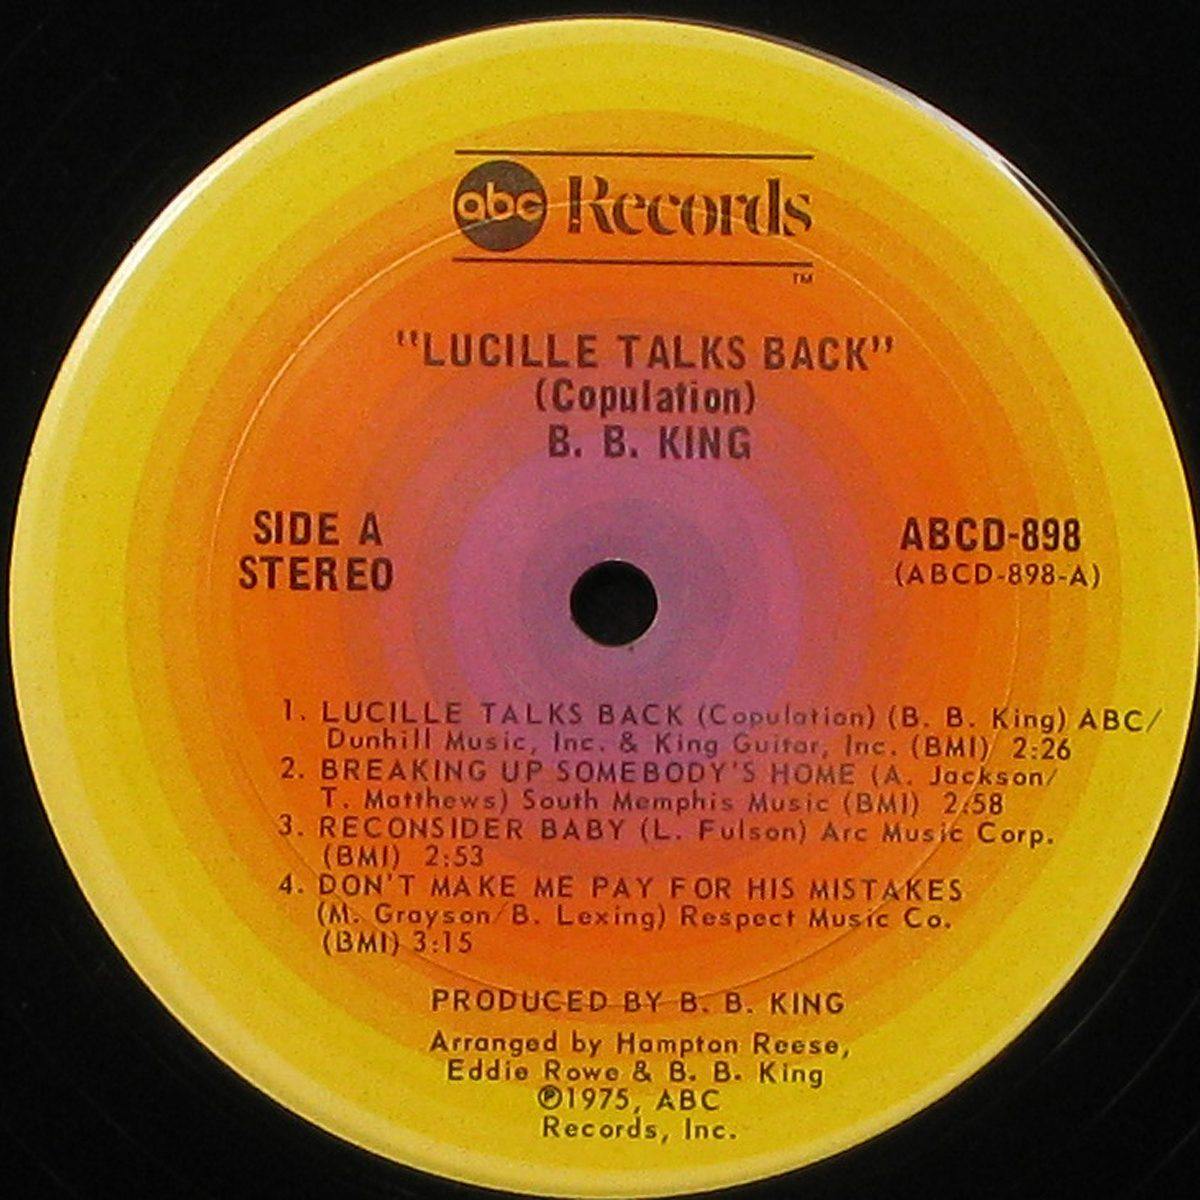 abc Records
TM
"LUCILLE TALKS BACK"
(Copulation)
B. B. KING
SIDE A
STEREO
ABCD-898
(ABCD-898-A)
1. LUCILLE TALKS BACK (Copulation) (B. B. King) ABC/
Dunhill Music, Inc. & King Guitar, Inc. (BMI) 2:26
2. BREAKING UP SOMEBODY'S HOME (A. Jackson/
T. Matthews) South Memphis Music (BMI) 2:58
3. RECONSIDER BABY (L. Fulson) Arc Music Corp.
(BMI) 2:53
4. DON'T MAKE ME PAY FOR HIS MISTAKES
(M. Grayson/B. Lexing) Respect Music Co.
(BMI) 3:15
PRODUCED BY B. B. KING
Arranged by Hampton Reese,
Eddie Rowe & B. B. King
℗1975, ABC
Records, Inc.